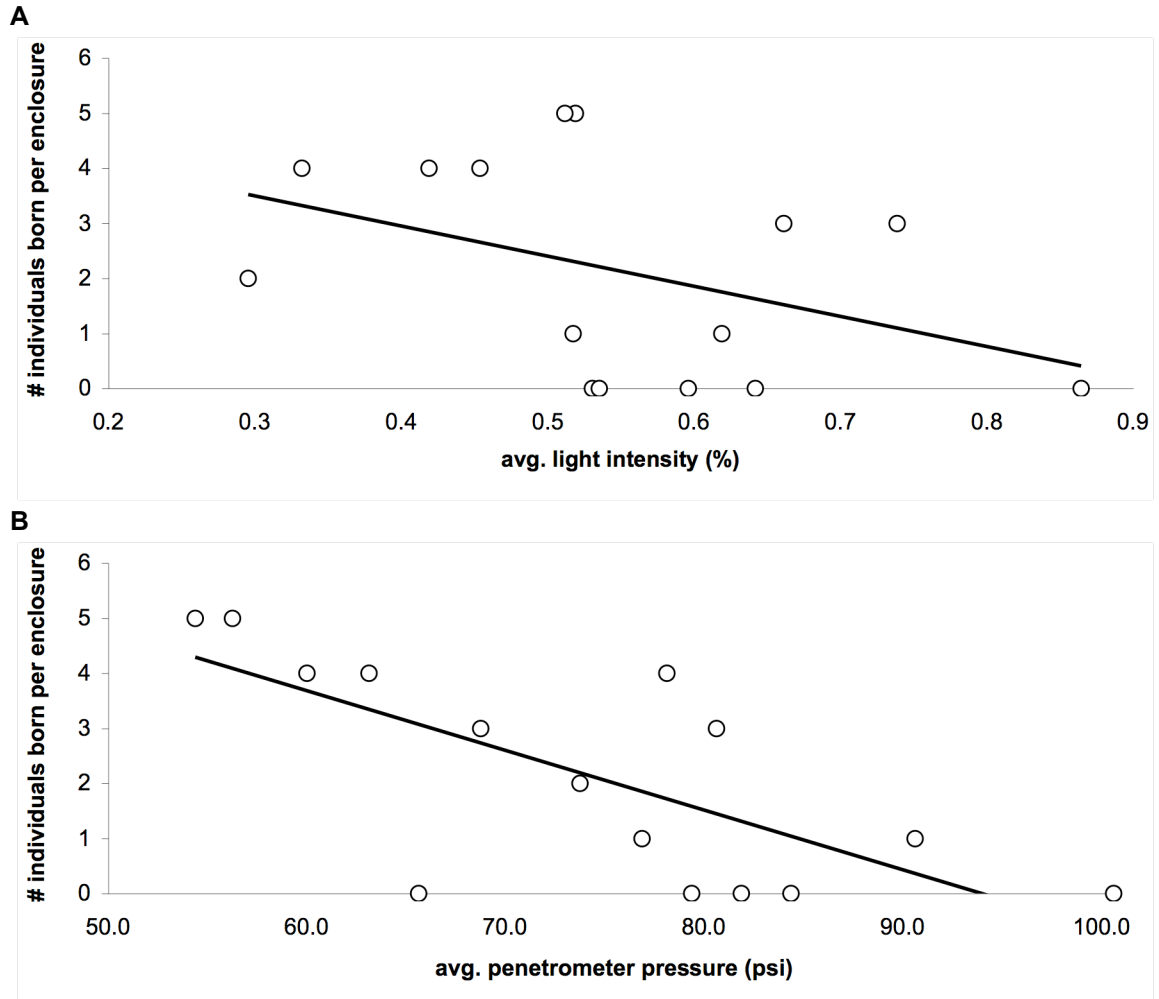 A
# individuals born per enclosure
6
5
4
3
2
1
0
0.2 0.3 0.4 0.5 0.6 0.7 0.8 0.9
avg. light intensity (%)
B
# individuals born per enclosure
6
5
4
3
2
1
0
50.0 60.0 70.0 80.0 90.0 100.0
avg. penetrometer pressure (psi)